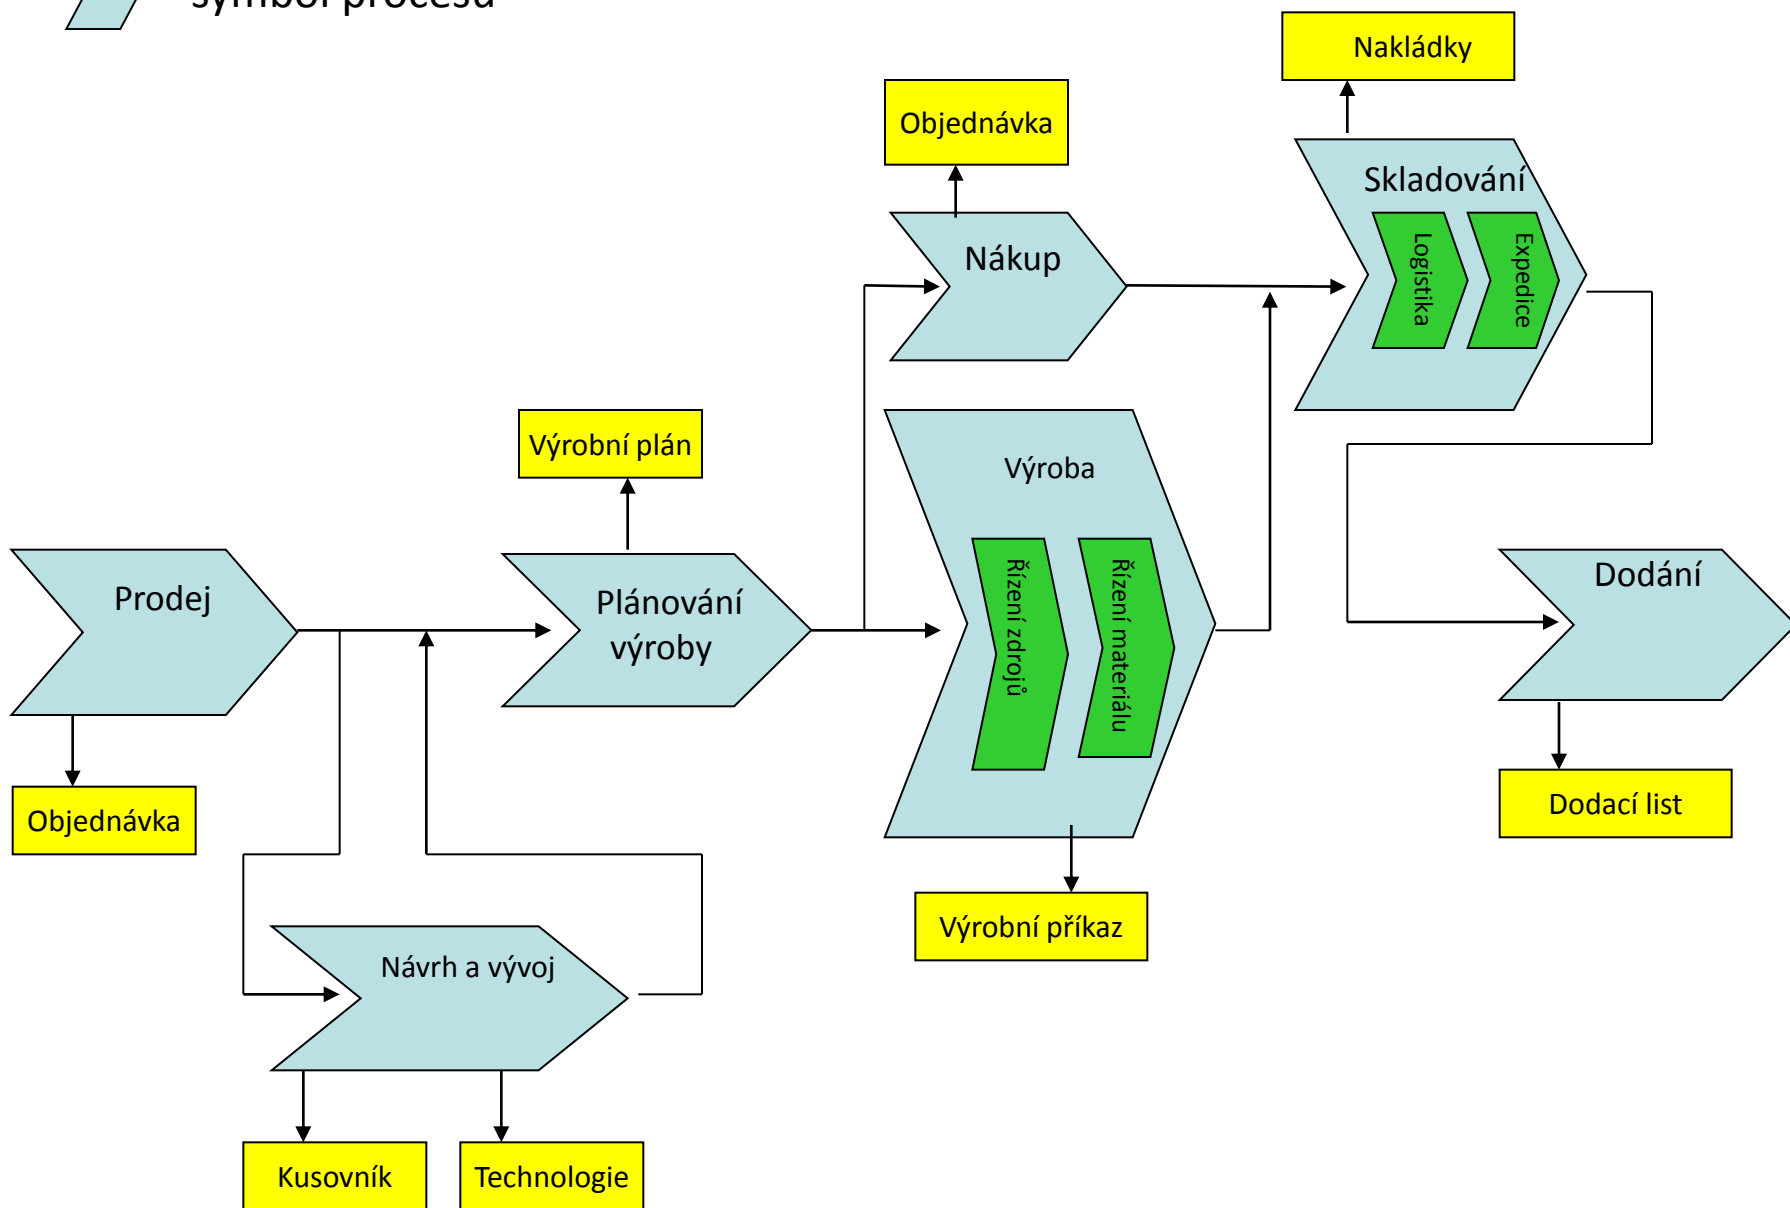 symbol procesu
Nakládky
Objednávka
Skladování
Logistika
Expedice
Nákup
Výrobní plán
Výroba
Řízení zdrojů
Řízení materiálu
Prodej
Plánování
výroby
Dodání
Objednávka
Dodací list
Výrobní příkaz
Návrh a vývoj
Kusovník
Technologie